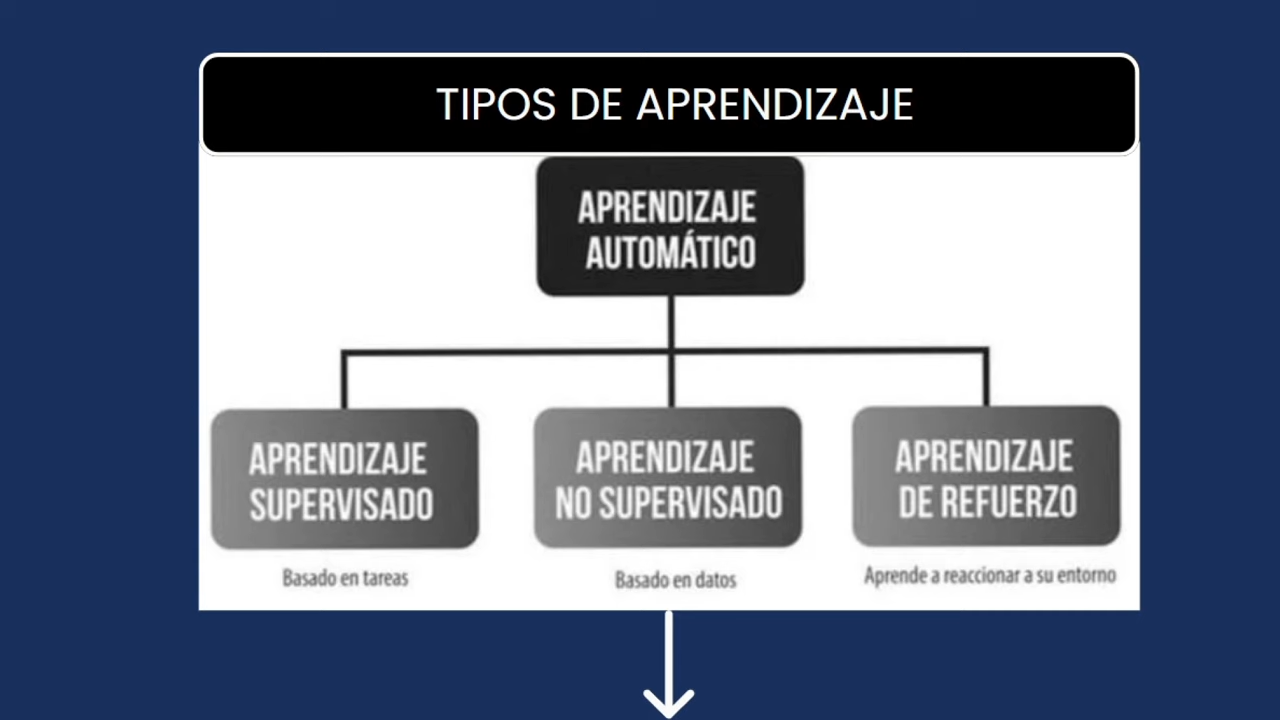 TIPOS DE APRENDIZAJE
APRENDIZAJE
AUTOMÁTICO
APRENDIZAJE
SUPERVISADO
Basado en tareas
APRENDIZAJE
NO SUPERVISADO
Basado en datos
APRENDIZAJE
DE REFUERZO
Aprende a reaccionar a su entorno